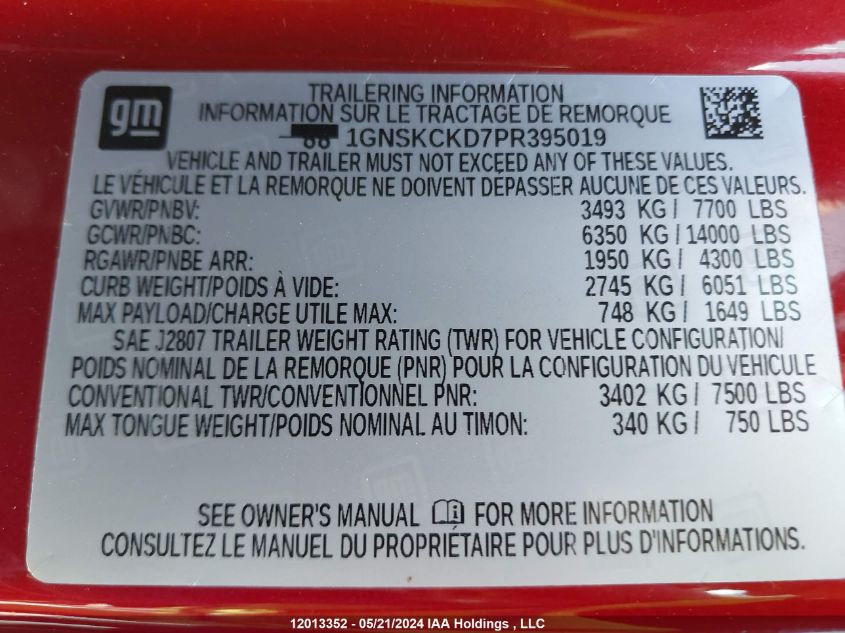 gm
TRAILERING INFORMATION
INFORMATION SUR LE TRACTAGE DE REMORQUE
1GNSKCKD7PR395019
VEHICLE AND TRAILER MUST NOT EXCEED ANY OF THESE VALUES.
LE VÉHICULE ET LA REMORQUE NE DOIVENT DÉPASSER AUCUNE DE CES VALEURS.
GVWR/PNBV: 3493 KG / 7700 LBS
GCWR/PNBC: 6350 KG / 14000 LBS
RGAWR/PNBE ARR: 1950 KG / 4300 LBS
CURB WEIGHT/POIDS À VIDE: 2745 KG / 6051 LBS
MAX PAYLOAD/CHARGE UTILE MAX: 748 KG / 1649 LBS
SAE J2807 TRAILER WEIGHT RATING (TWR) FOR VEHICLE CONFIGURATION/
POIDS NOMINAL DE LA REMORQUE (PNR) POUR LA CONFIGURATION DU VEHICULE
CONVENTIONAL TWR/CONVENTIONNEL PNR: 3402 KG / 7500 LBS
MAX TONGUE WEIGHT/POIDS NOMINAL AU TIMON: 340 KG / 750 LBS
SEE OWNER'S MANUAL FOR MORE INFORMATION
CONSULTEZ LE MANUEL DU PROPRIÉTAIRE POUR PLUS D'INFORMATIONS.
12013352 - 05/21/2024 IAA Holdings , LLC